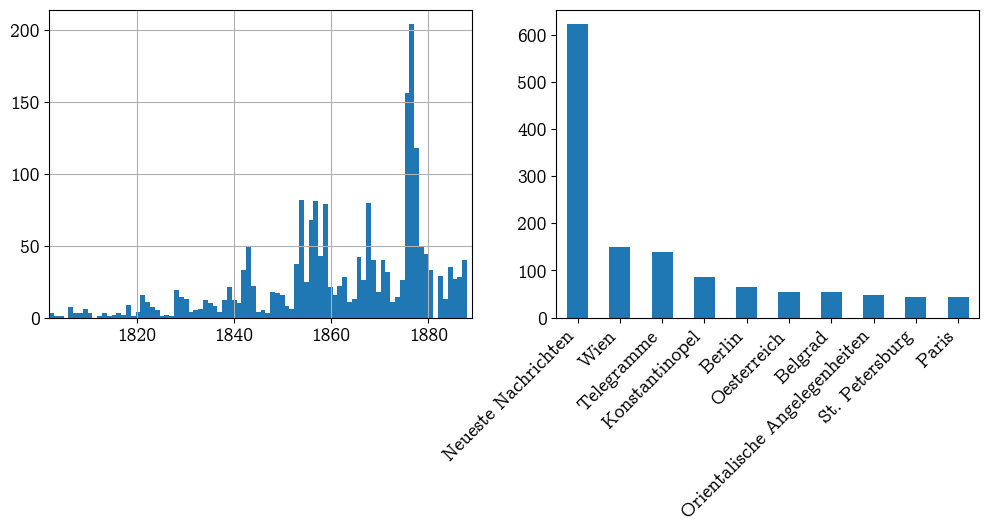 200
150
100
50
0
1820 1840 1860 1880
600
500
400
300
200
100
0
Neueste Nachrichten
Wien
Telegramme
Konstantinopel
Berlin
Oesterreich
Belgrad
Orientalische Angelegenheiten
St. Petersburg
Paris